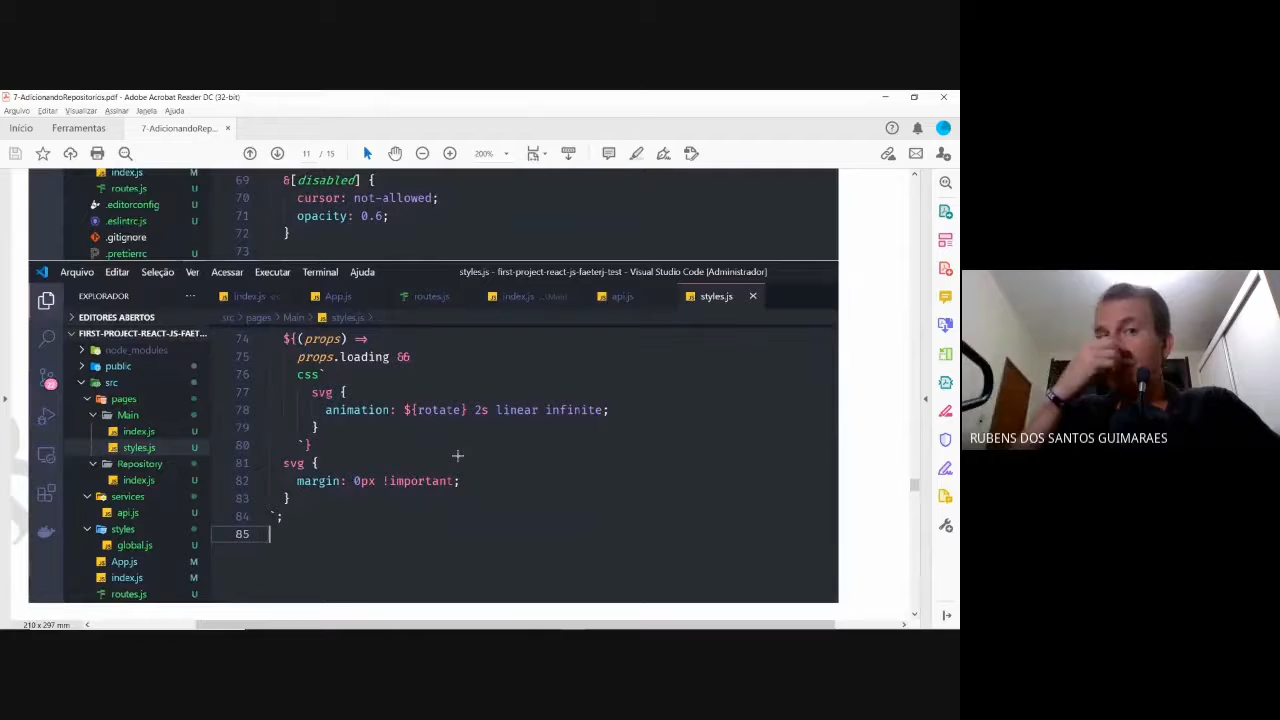 7-AdicionandoRepositorios.pdf - Adobe Acrobat Reader DC (32-bit)
Arquivo Editar Visualizar Assinar Janela Ajuda
Início Ferramentas 7-AdicionandoRep... ×
11 / 15 200%
index.js M
routes.js U
.editorconfig U
.eslintrc.js U
.gitignore
.prettierrc U
69 &[disabled] {
70 cursor: not-allowed;
71 opacity: 0.6;
72 }
73
Arquivo Editar Seleção Ver Acessar Executar Terminal Ajuda styles.js - first-project-react-js-faeterj-test - Visual Studio Code [Administrador]
EXPLORADOR ... index.js src App.js routes.js index.js ...\Main api.js styles.js ×
EDITORES ABERTOS
src > pages > Main > styles.js > ...
FIRST-PROJECT-REACT-JS-FAET...
node_modules
public
src
pages
Main
index.js U
styles.js U
Repository
index.js U
services
api.js U
styles
global.js U
App.js M
index.js M
routes.js U
74 ${(props) =>
75 props.loading &&
76 css`
77 svg {
78 animation: ${rotate} 2s linear infinite;
79 }
80 `}
81 svg {
82 margin: 0px !important;
83 }
84 `;
85
210 x 297 mm
RUBENS DOS SANTOS GUIMARAES